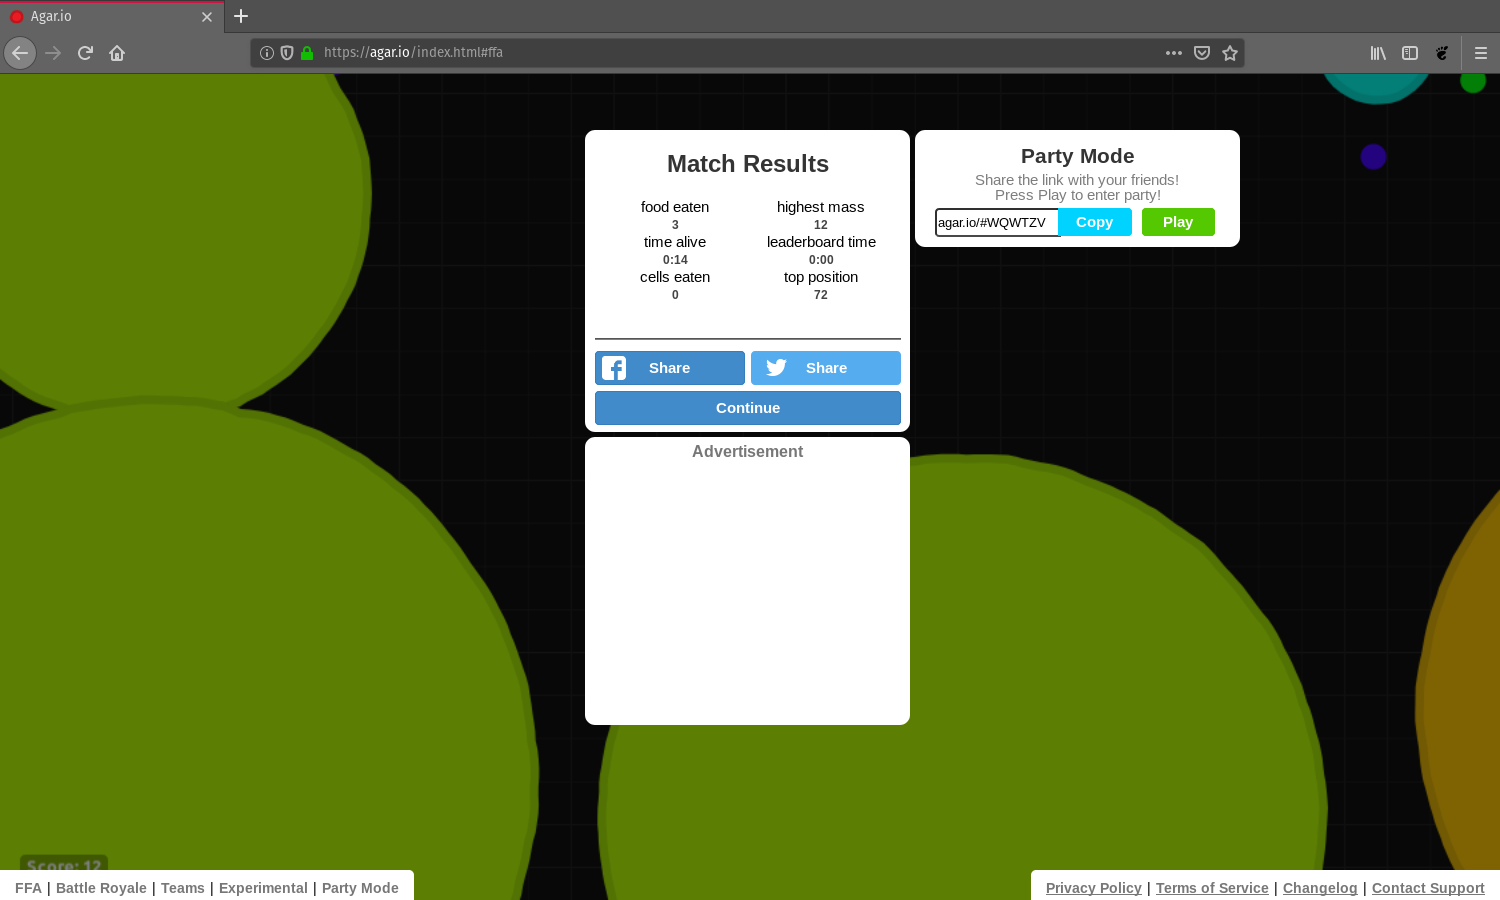 Agar.io
https://agar.io/index.html#ffa
Match Results
food eaten
3
highest mass
12
time alive
0:14
leaderboard time
0:00
cells eaten
0
top position
72
Share
Share
Continue
Advertisement
Party Mode
Share the link with your friends!
Press Play to enter party!
agar.io/#WQWTZV
Copy
Play
Score: 12
FFA | Battle Royale | Teams | Experimental | Party Mode
Privacy Policy | Terms of Service | Changelog | Contact Support